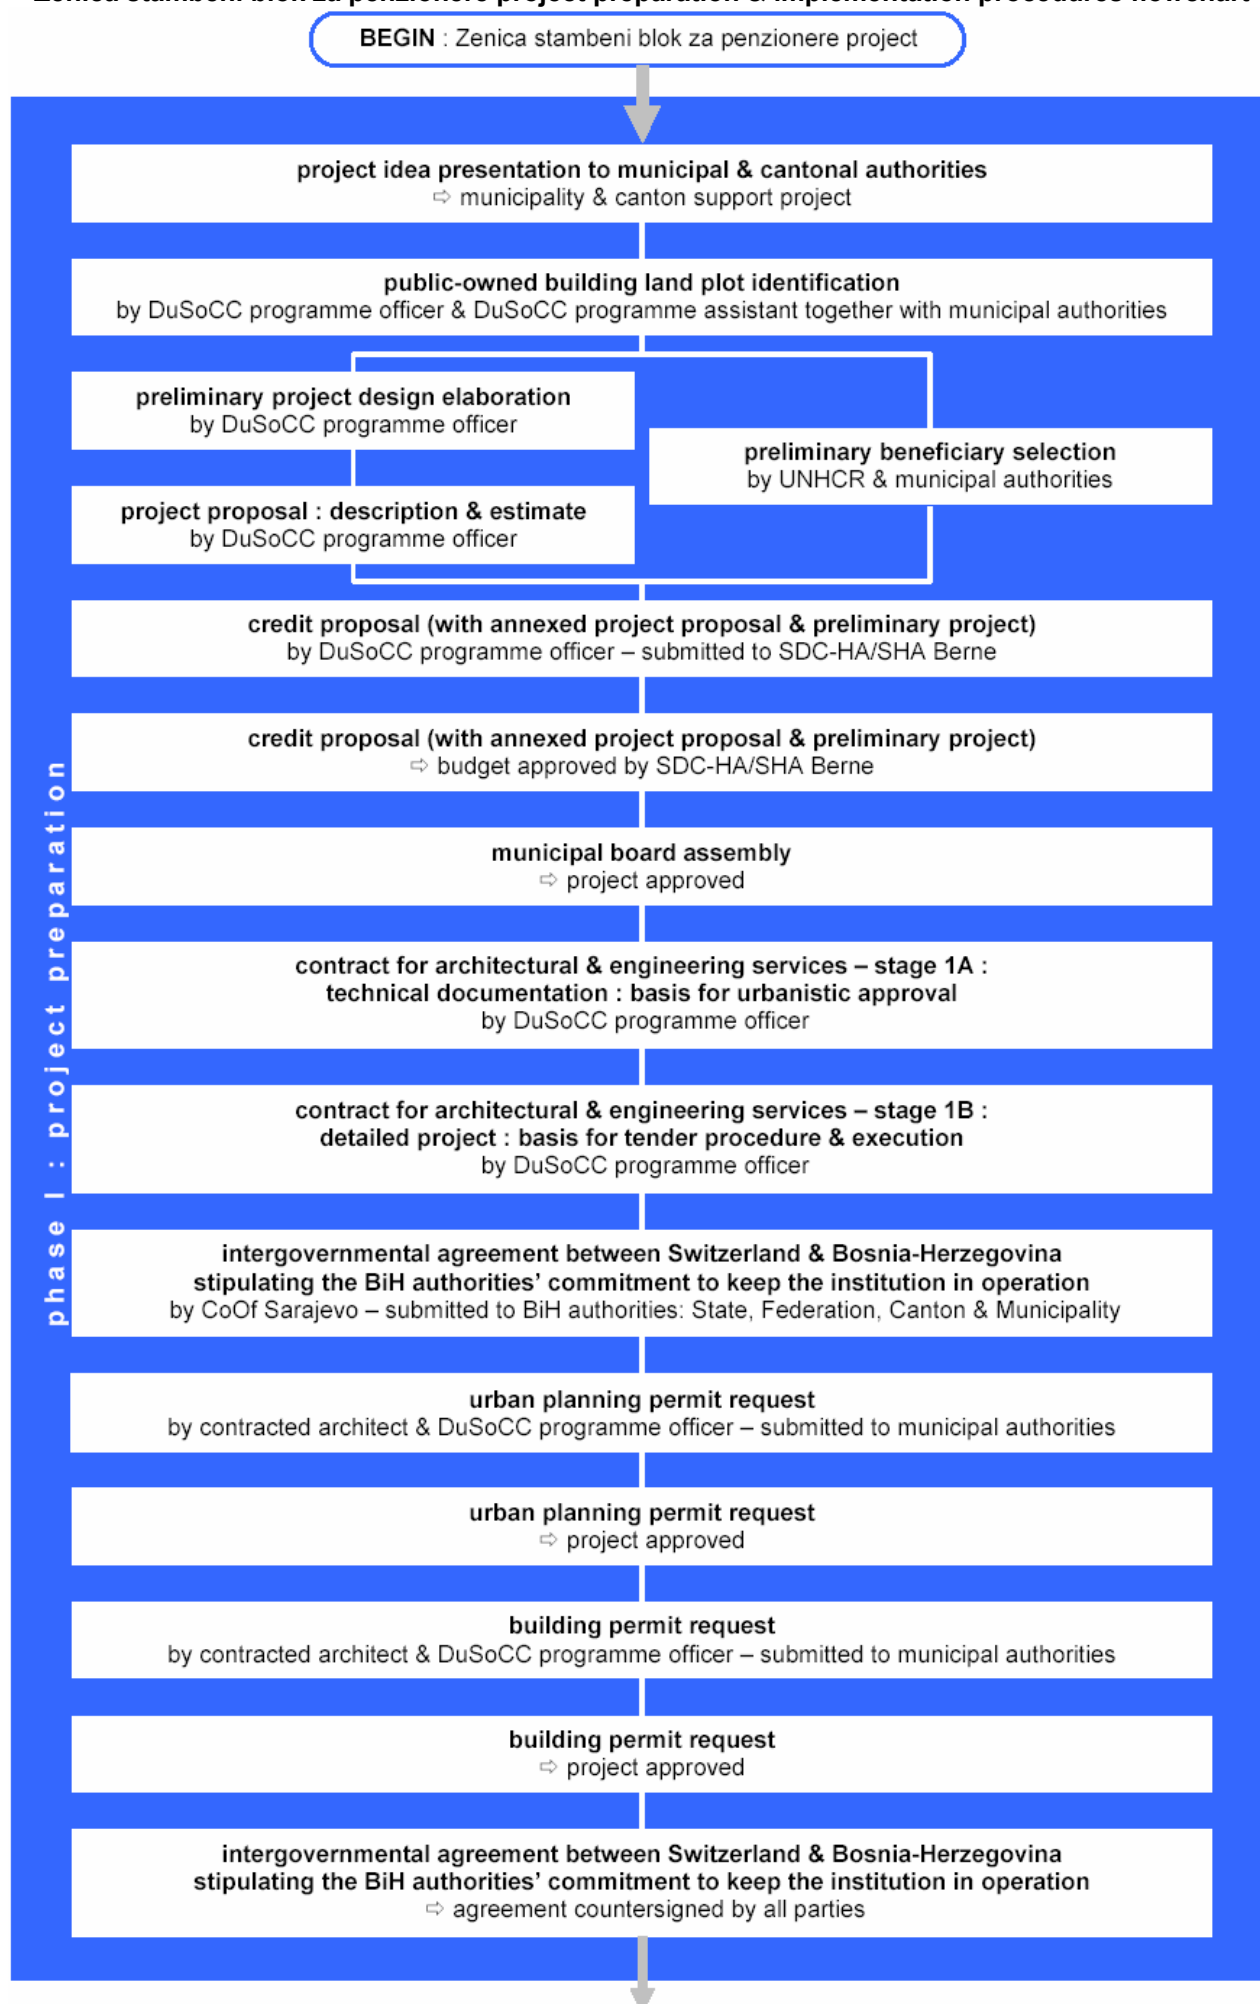 Zenica stambeni blok za penzionere project preparation & implementation procedures flowchart
BEGIN : Zenica stambeni blok za penzionere project
project idea presentation to municipal & cantonal authorities
⇨ municipality & canton support project
public-owned building land plot identification
by DuSoCC programme officer & DuSoCC programme assistant together with municipal authorities
preliminary project design elaboration
by DuSoCC programme officer
preliminary beneficiary selection
by UNHCR & municipal authorities
project proposal : description & estimate
by DuSoCC programme officer
credit proposal (with annexed project proposal & preliminary project)
by DuSoCC programme officer – submitted to SDC-HA/SHA Berne
credit proposal (with annexed project proposal & preliminary project)
⇨ budget approved by SDC-HA/SHA Berne
municipal board assembly
⇨ project approved
contract for architectural & engineering services – stage 1A :
technical documentation : basis for urbanistic approval
by DuSoCC programme officer
contract for architectural & engineering services – stage 1B :
detailed project : basis for tender procedure & execution
by DuSoCC programme officer
intergovernmental agreement between Switzerland & Bosnia-Herzegovina
stipulating the BiH authorities’ commitment to keep the institution in operation
by CoOf Sarajevo – submitted to BiH authorities: State, Federation, Canton & Municipality
urban planning permit request
by contracted architect & DuSoCC programme officer – submitted to municipal authorities
urban planning permit request
⇨ project approved
building permit request
by contracted architect & DuSoCC programme officer – submitted to municipal authorities
building permit request
⇨ project approved
intergovernmental agreement between Switzerland & Bosnia-Herzegovina
stipulating the BiH authorities’ commitment to keep the institution in operation
⇨ agreement countersigned by all parties
phase I : project preparation